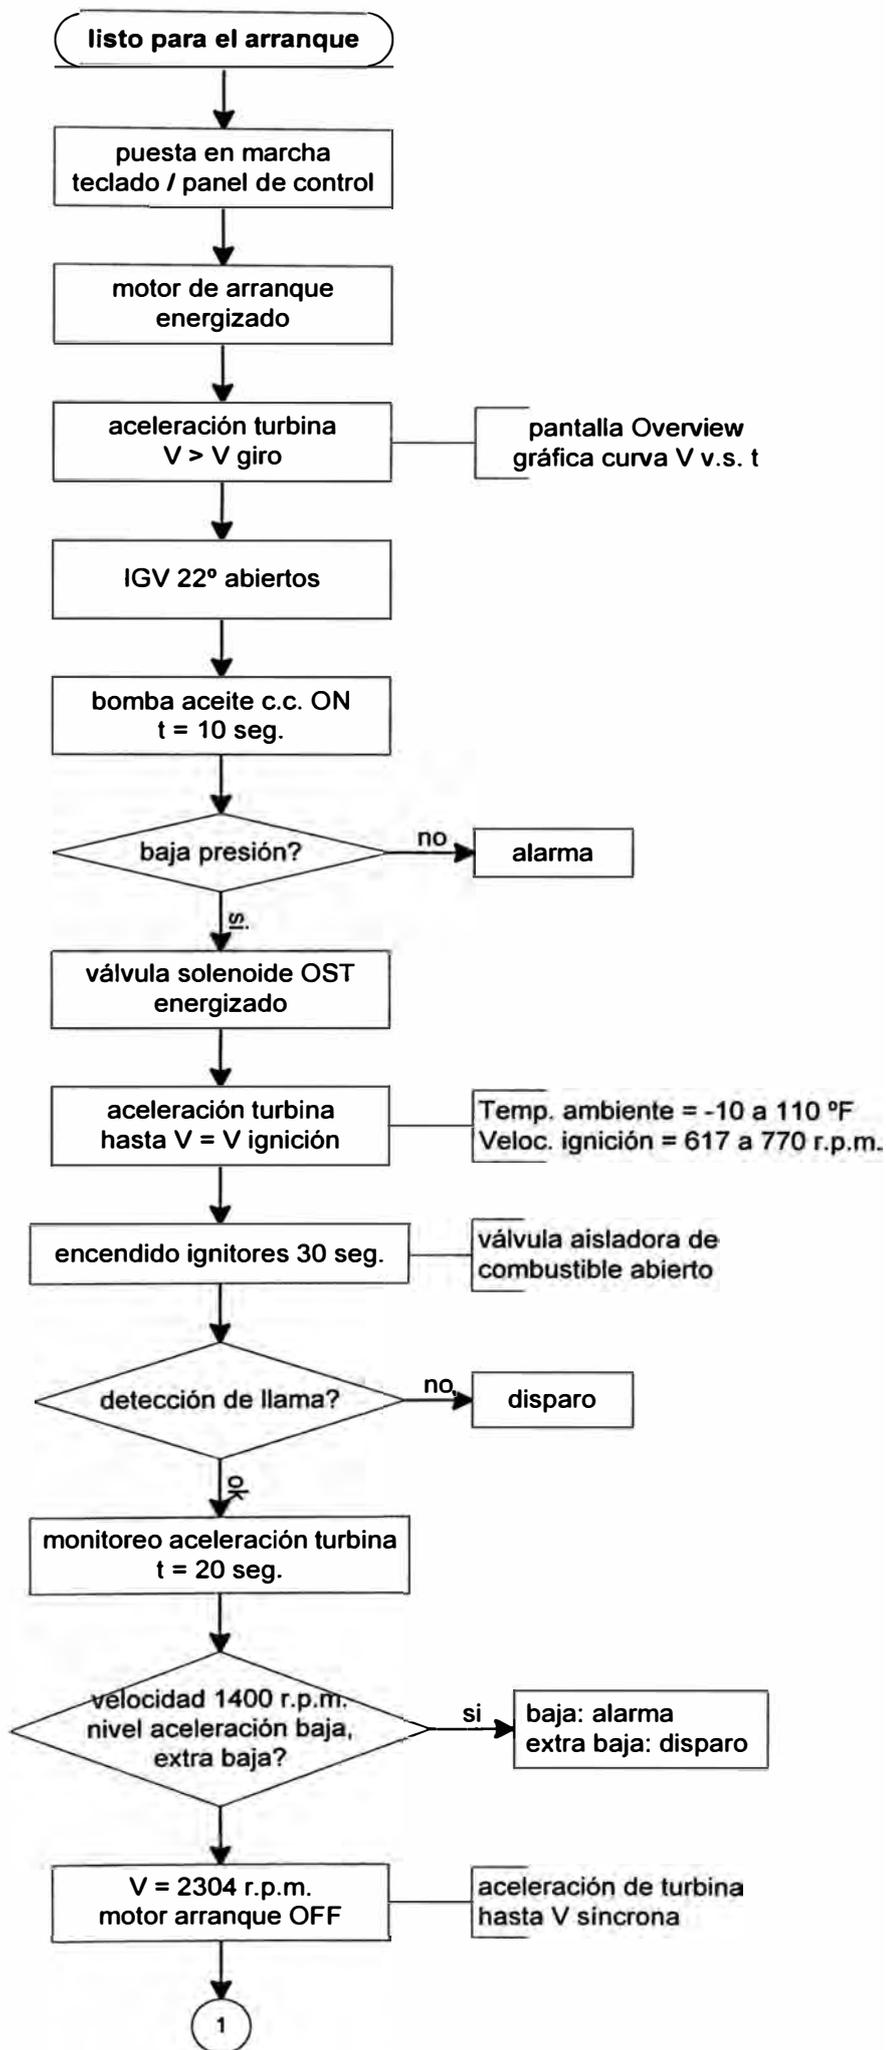 listo para el arranque
puesta en marcha
teclado / panel de control
motor de arranque
energizado
aceleración turbina
V > V giro
pantalla Overview
gráfica curva V v.s. t
IGV 22º abiertos
bomba aceite c.c. ON
t = 10 seg.
baja presión?
no
alarma
si
válvula solenoide OST
energizado
aceleración turbina
hasta V = V ignición
Temp. ambiente = -10 a 110 ºF
Veloc. ignición = 617 a 770 r.p.m.
encendido ignitores 30 seg.
válvula aisladora de
combustible abierto
detección de llama?
no
disparo
ok
monitoreo aceleración turbina
t = 20 seg.
velocidad 1400 r.p.m.
nivel aceleración baja,
extra baja?
si
baja: alarma
extra baja: disparo
V = 2304 r.p.m.
motor arranque OFF
aceleración de turbina
hasta V síncrona
1